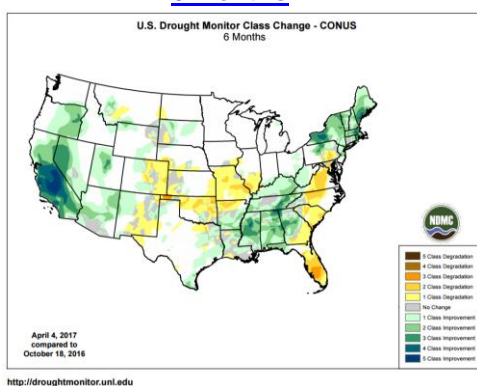 U.S. Drought Monitor Class Change - CONUS
6 Months
NDMC
5 Class Degradation
4 Class Degradation
3 Class Degradation
2 Class Degradation
1 Class Degradation
No Change
1 Class Improvement
2 Class Improvement
3 Class Improvement
4 Class Improvement
5 Class Improvement
April 4, 2017
compared to
October 18, 2016
http://droughtmonitor.unl.edu